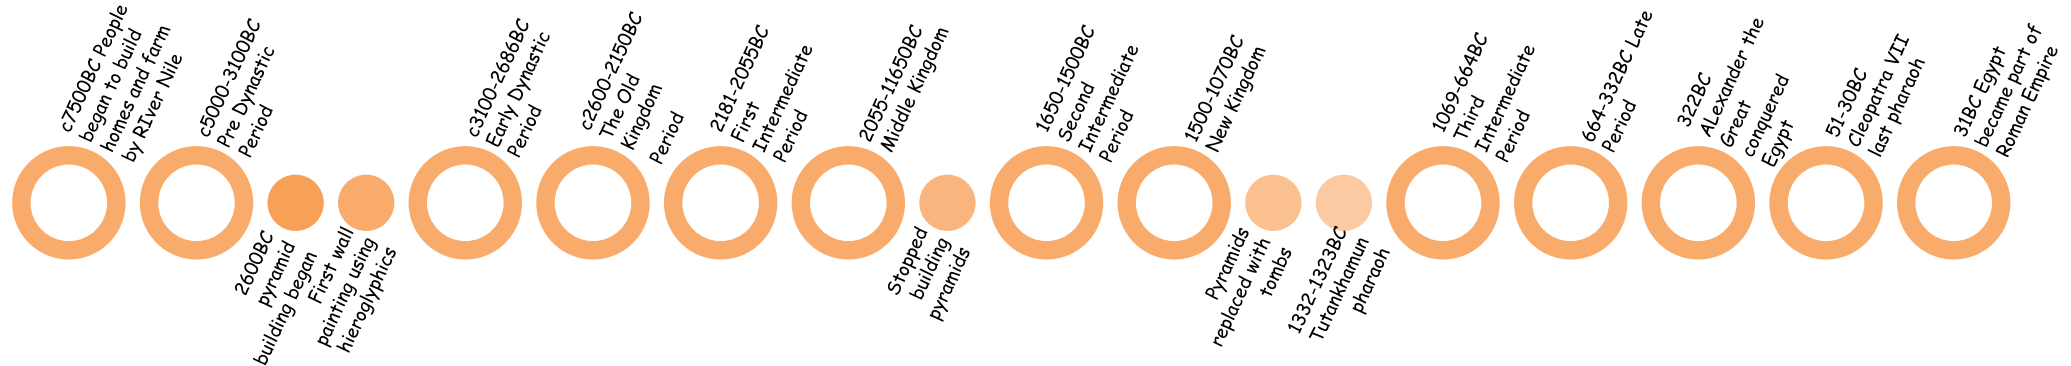 c7500BC People
began to build
homes and farm
by RIver Nile
c5000-3100BC
Pre Dynastic
Period
2600BC
pyramid
building began
First wall
painting using
hieroglyphics
c3100-2686BC
Early Dynastic
Period
c2600-2150BC
The Old
Kingdom
Period
2181-2055BC
First
Intermediate
Period
2055-11650BC
Middle Kingdom
Stopped
building
pyramids
1650-1500BC
Second
Intermediate
Period
1500-1070BC
New Kingdom
Pyramids
replaced with
tombs
1332-1323BC
Tutankhamun
pharaoh
1069-664BC
Third
Intermediate
Period
664-332BC Late
Period
322BC
ALexander the
Great
conquered
Egypt
51-30BC
Cleopatra VII
last pharaoh
31BC Egypt
became part of
Roman Empire